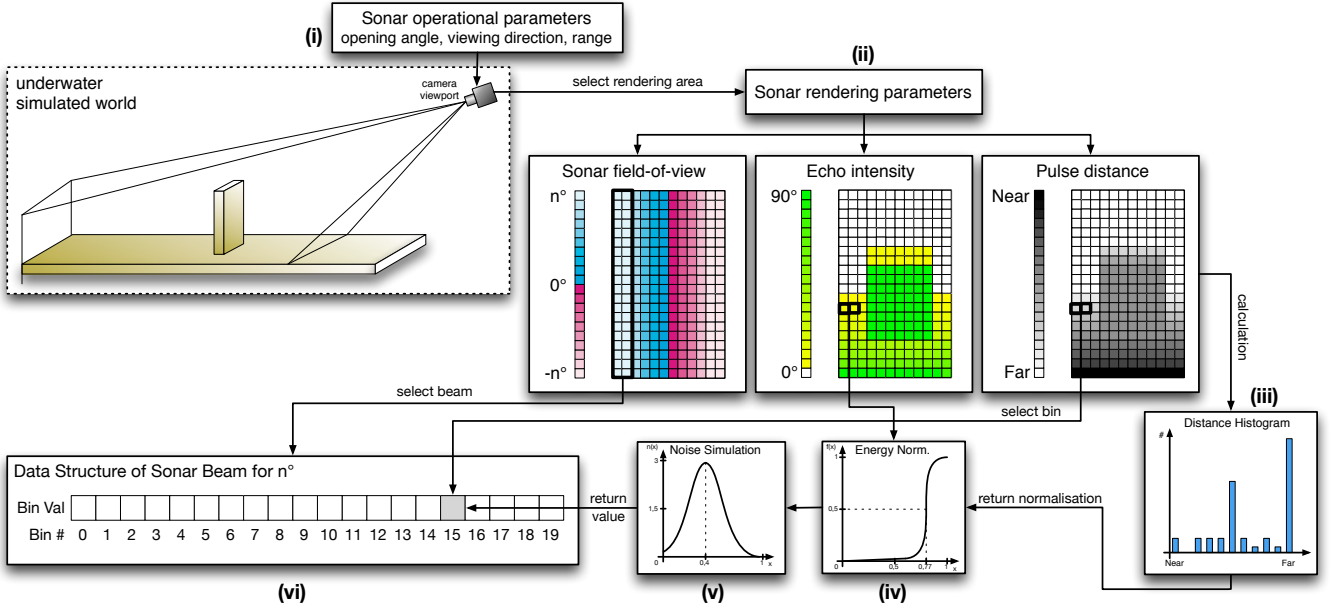 Sonar operational parameters
opening angle, viewing direction, range
(i)
underwater
simulated world
camera
viewport
select rendering area
(ii)
Sonar rendering parameters
Sonar field-of-view
n°
0°
-n°
Echo intensity
90°
0°
Pulse distance
Near
Far
calculation
select beam
select bin
(iii)
Distance Histogram
#
Near
Far
Data Structure of Sonar Beam for n°
Bin Val
Bin # 0 1 2 3 4 5 6 7 8 9 10 11 12 13 14 15 16 17 18 19
return
value
Noise Simulation
n(x)
3
1,5
0
0,4
1
x
Energy Norm.
f(x)
1
0,5
0
0,5
0,77
1
x
return normalisation
(vi)
(v)
(iv)